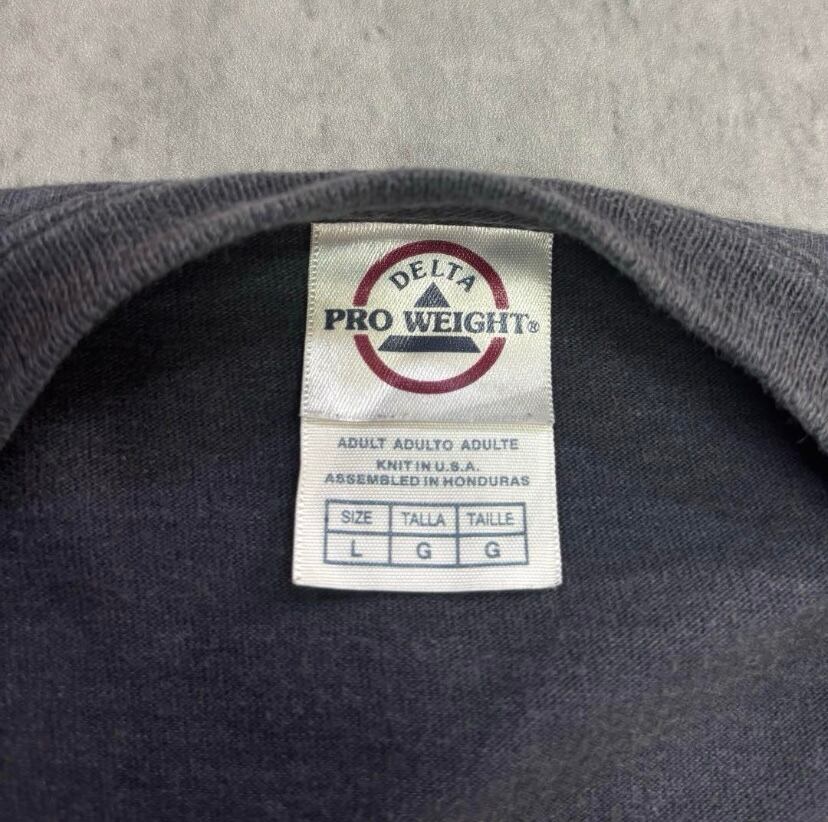 DELTA
PRO WEIGHT®
ADULT ADULTO ADULTE
KNIT IN U.S.A.
ASSEMBLED IN HONDURAS
SIZE TALLA TAILLE
L G G